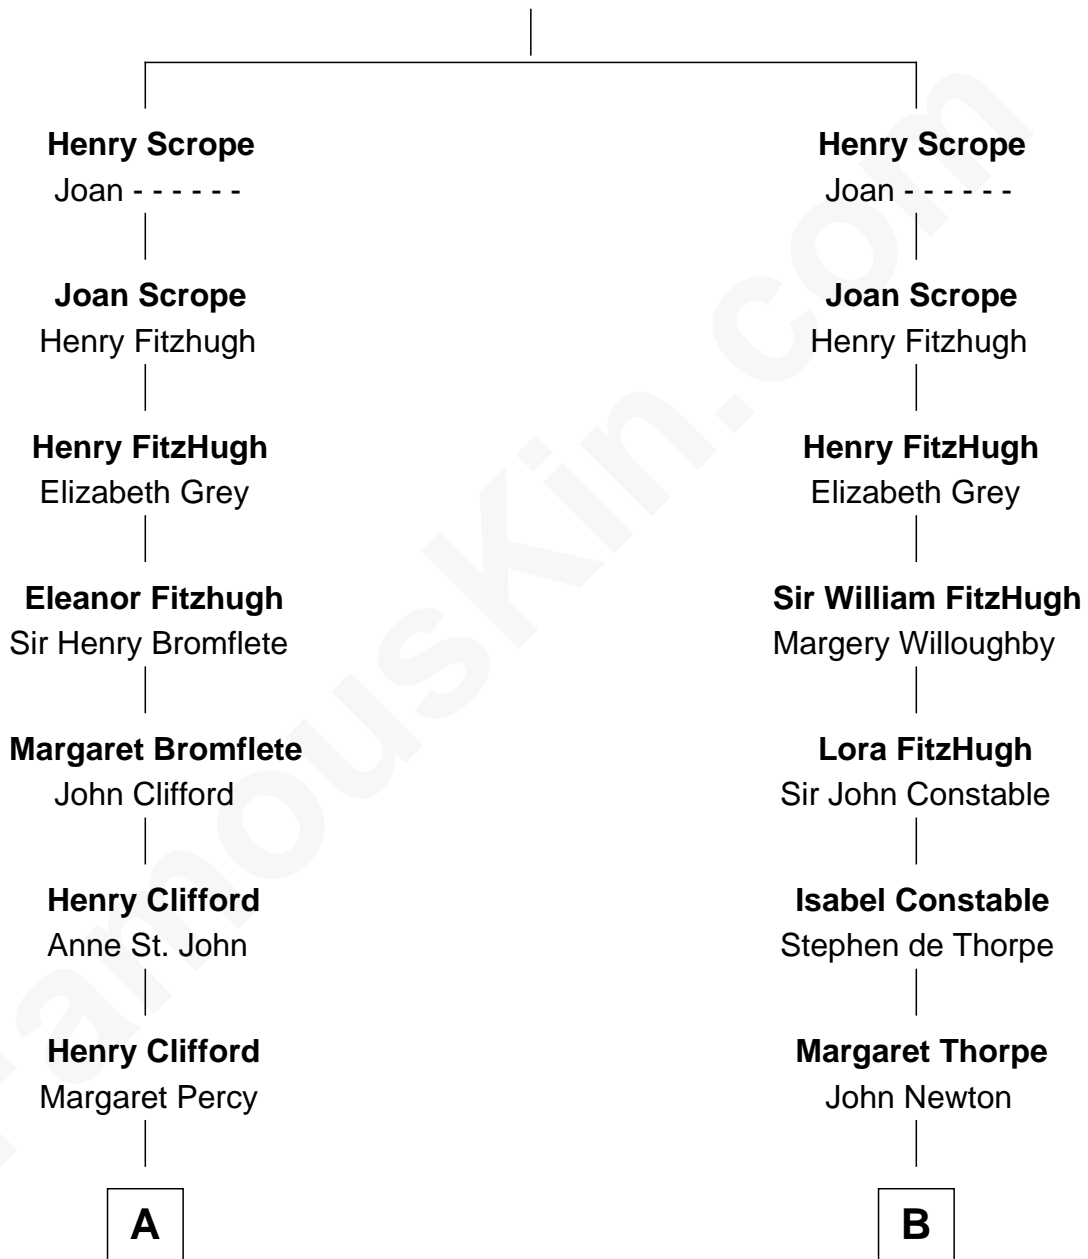 Henry Scrope
Joan - - - - - -
Joan Scrope
Henry Fitzhugh
Henry FitzHugh
Elizabeth Grey
Eleanor Fitzhugh
Sir Henry Bromflete
Margaret Bromflete
John Clifford
Henry Clifford
Anne St. John
Henry Clifford
Margaret Percy
A
Henry Scrope
Joan - - - - - -
Joan Scrope
Henry Fitzhugh
Henry FitzHugh
Elizabeth Grey
Sir William FitzHugh
Margery Willoughby
Lora FitzHugh
Sir John Constable
Isabel Constable
Stephen de Thorpe
Margaret Thorpe
John Newton
B
FamousKin.com